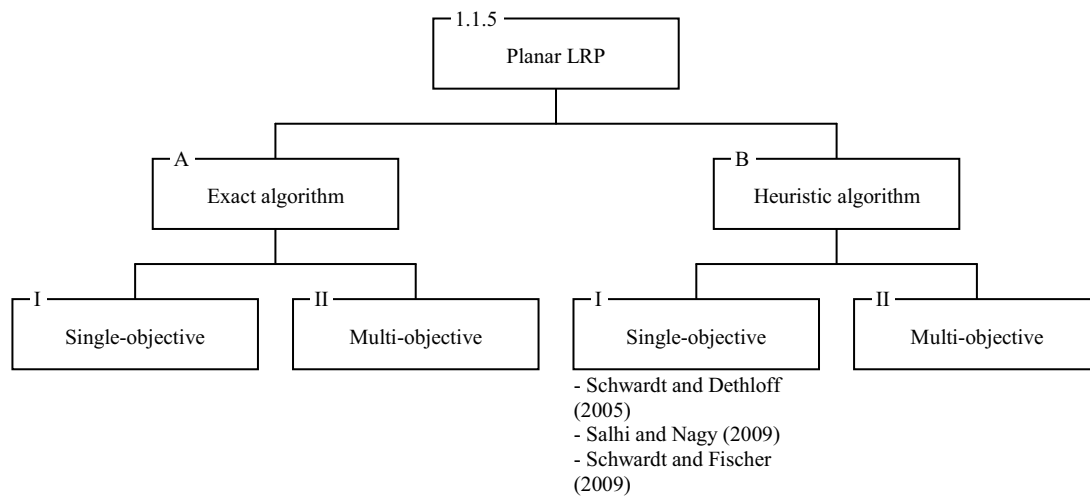 1.1.5
Planar LRP
A
Exact algorithm
B
Heuristic algorithm
I
Single-objective
II
Multi-objective
I
Single-objective
II
Multi-objective
- Schwardt and Dethloff
(2005)
- Salhi and Nagy (2009)
- Schwardt and Fischer
(2009)